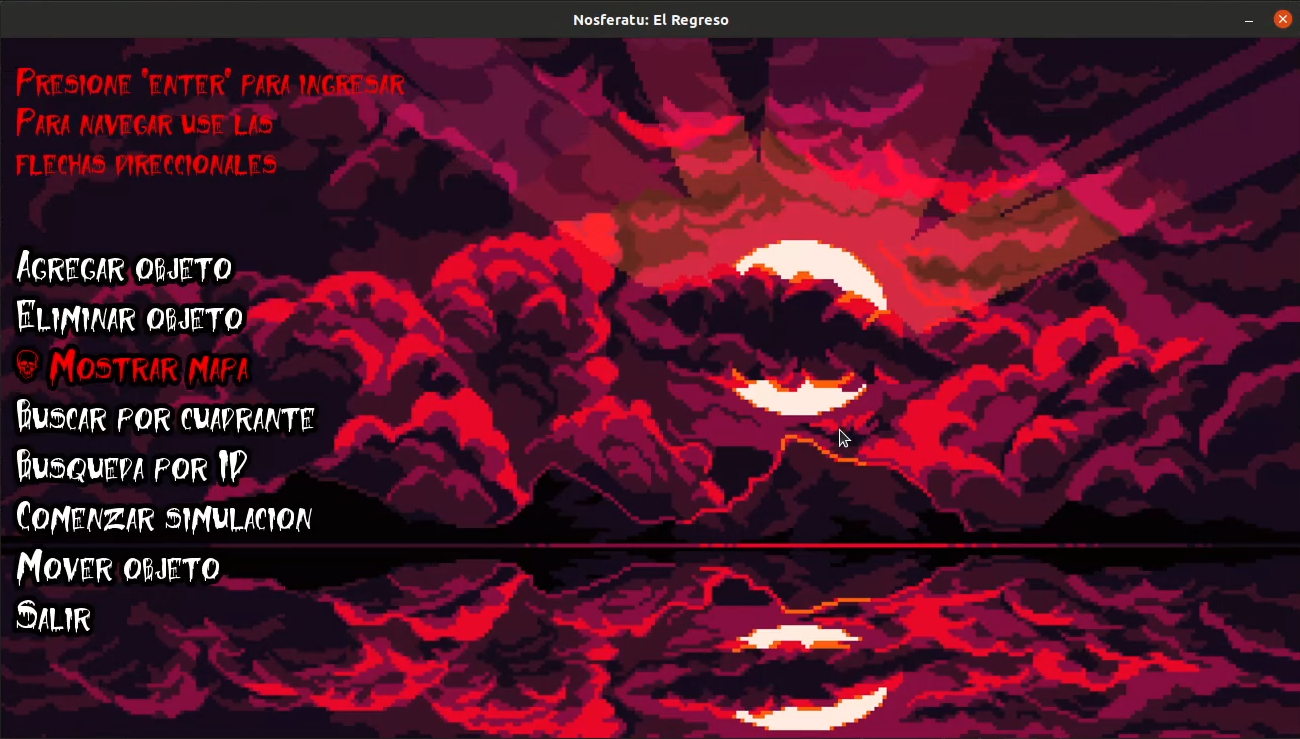 Nosferatu: El Regreso
Presione 'enter' para ingresar
Para navegar use las
flechas direccionales
Agregar objeto
Eliminar objeto
Mostrar mapa
Buscar por cuadrante
Busqueda por ID
Comenzar simulacion
Mover objeto
Salir